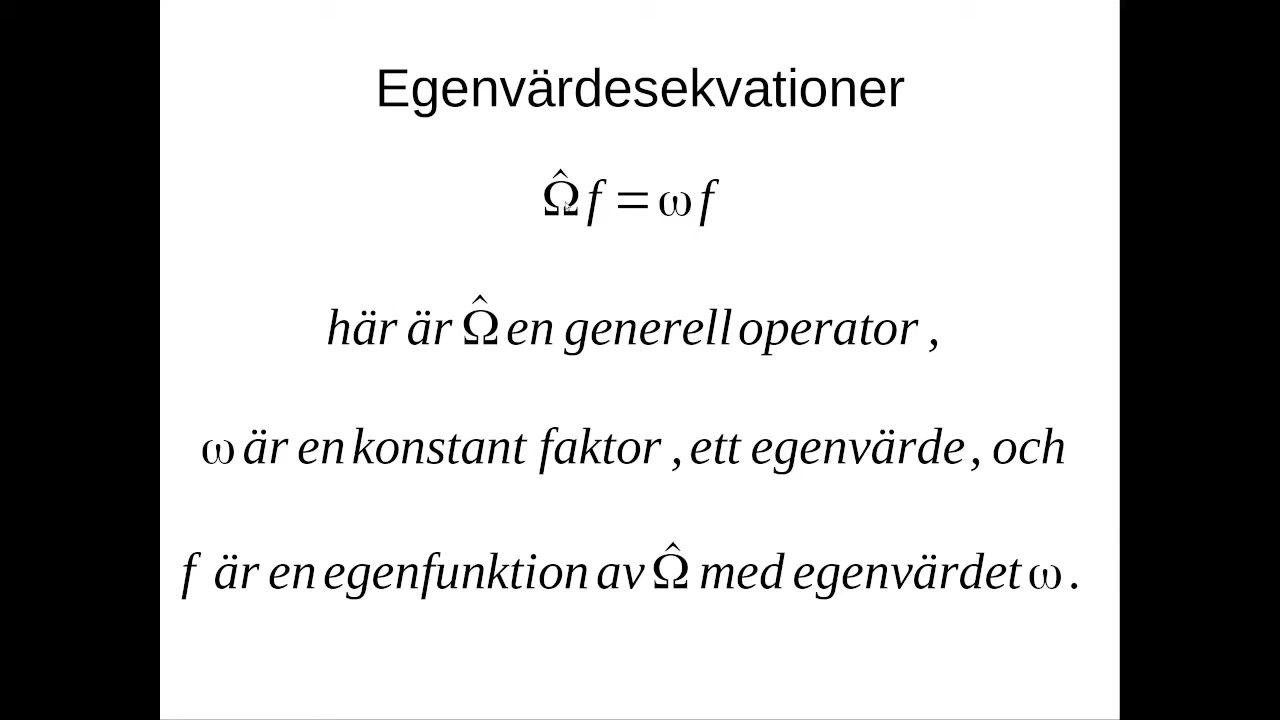 Egenvärdesekvationer
Ω̂ f = ω f
här är Ω̂ en generell operator ,
ω är en konstant faktor , ett egenvärde , och
f är en egenfunktion av Ω̂ med egenvärdet ω .